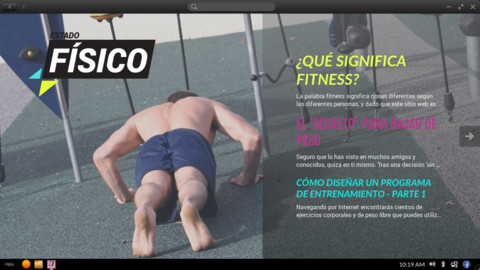 ESTADO
FÍSICO
¿QUÉ SIGNIFICA
FITNESS?
La palabra fitness significa cosas diferentes según
las diferentes personas, y dado que este sitio web es...
EL "SECRETO" PARA BAJAR DE
PESO
Seguro que lo has visto en muchos amigos y
conocidos, quizá en ti mismo. Tras una decisión 'sin ...
CÓMO DISEÑAR UN PROGRAMA
DE ENTRENAMIENTO - PARTE 1
Navegando por Internet encontrarás cientos de
ejercicios corporales y de peso libre que puedes utiliz...
10:19 AM